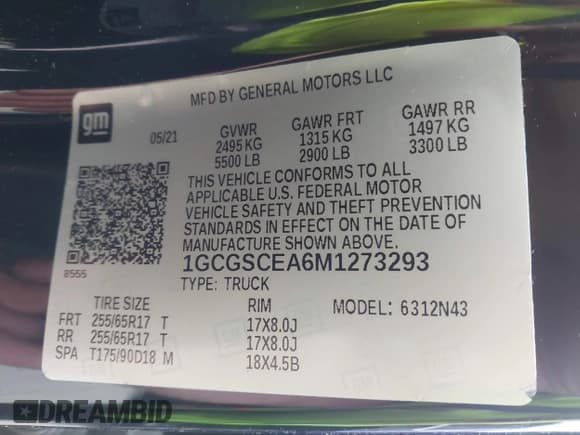 MFD BY GENERAL MOTORS LLC
gm
05/21
GVWR GAWR FRT GAWR RR
2495 KG 1315 KG 1497 KG
5500 LB 2900 LB 3300 LB
THIS VEHICLE CONFORMS TO ALL
APPLICABLE U.S. FEDERAL MOTOR
VEHICLE SAFETY AND THEFT PREVENTION
STANDARDS IN EFFECT ON THE DATE OF
MANUFACTURE SHOWN ABOVE.
8555
1GCGSCEA6M1273293
TYPE: TRUCK
TIRE SIZE RIM MODEL: 6312N43
FRT 255/65R17 T 17X8.0J
RR 255/65R17 T 17X8.0J
SPA T175/90D18 M 18X4.5B
DREAMBID